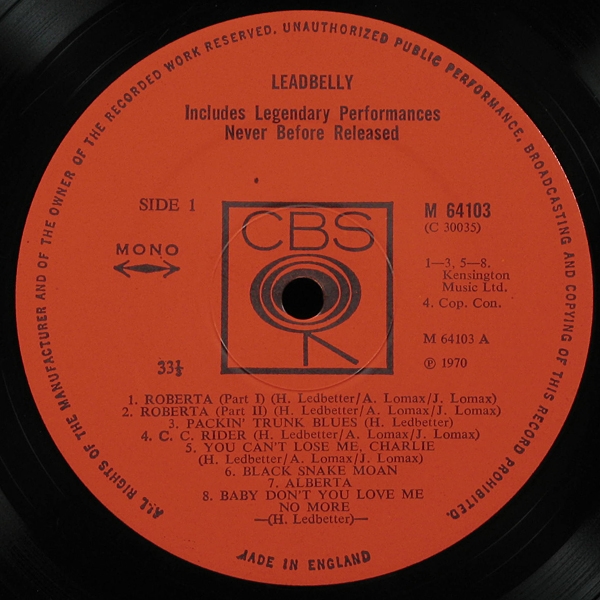 ALL RIGHTS OF THE MANUFACTURER AND OF THE OWNER OF THE RECORDED WORK RESERVED. UNAUTHORIZED PUBLIC PERFORMANCE, BROADCASTING AND COPYING OF THIS RECORD PROHIBITED.
LEADBELLY
Includes Legendary Performances
Never Before Released
SIDE 1
MONO
33⅓
CBS
M 64103
(C 30035)
1—3, 5—8.
Kensington
Music Ltd.
4. Cop. Con.
M 64103 A
℗ 1970
1. ROBERTA (Part I) (H. Ledbetter/A. Lomax/J. Lomax)
2. ROBERTA (Part II) (H. Ledbetter/A. Lomax/J. Lomax)
3. PACKIN' TRUNK BLUES (H. Ledbetter)
4. C. C. RIDER (H. Ledbetter/A. Lomax/J. Lomax)
5. YOU CAN'T LOSE ME, CHARLIE
(H. Ledbetter/A. Lomax/J. Lomax)
6. BLACK SNAKE MOAN
7. ALBERTA
8. BABY DON'T YOU LOVE ME
NO MORE
—(H. Ledbetter)—
MADE IN ENGLAND